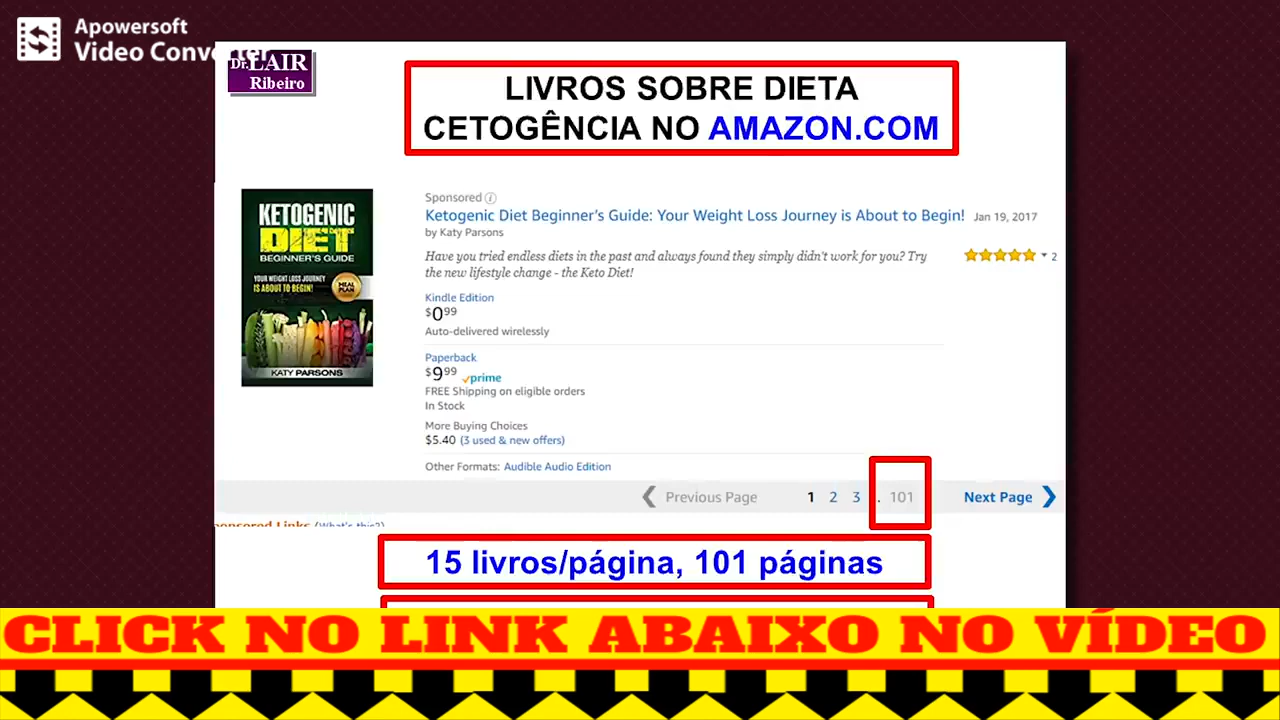 Apowersoft
Video Converter
Dr. LAIR
Ribeiro
LIVROS SOBRE DIETA
CETOGÊNCIA NO AMAZON.COM
KETOGENIC
DIET
BEGINNER'S GUIDE
YOUR WEIGHT LOSS JOURNEY
IS ABOUT TO BEGIN!
MEAL
PLAN
KATY PARSONS
Sponsored
Ketogenic Diet Beginner's Guide: Your Weight Loss Journey is About to Begin! Jan 19, 2017
by Katy Parsons
Have you tried endless diets in the past and always found they simply didn't work for you? Try
the new lifestyle change - the Keto Diet!
2
Kindle Edition
$0.99
Auto-delivered wirelessly
Paperback
$9.99 prime
FREE Shipping on eligible orders
In Stock
More Buying Choices
$5.40 (3 used & new offers)
Other Formats: Audible Audio Edition
Previous Page 1 2 3 . 101 Next Page
ponsored Links (What's this?)
15 livros/página, 101 páginas
CLICK NO LINK ABAIXO NO VÍDEO